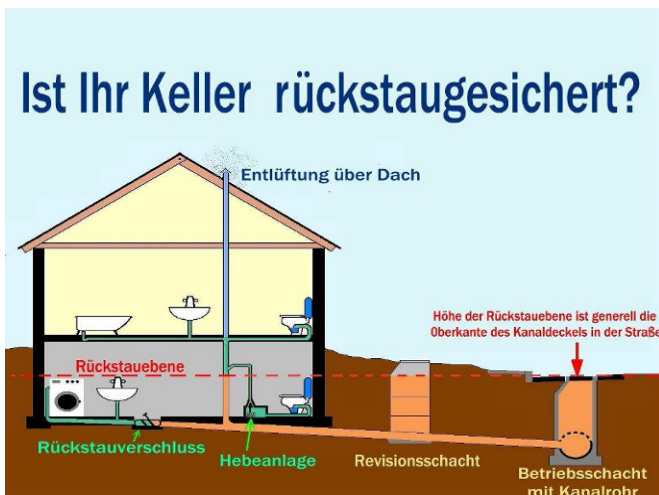 Ist Ihr Keller rückstaugesichert?
Entlüftung über Dach
Höhe der Rückstauebene ist generell die
Oberkante des Kanaldeckels in der Straße
Rückstauebene
Rückstauverschluss
Hebeanlage
Revisionsschacht
Betriebsschacht
mit Kanalrohr